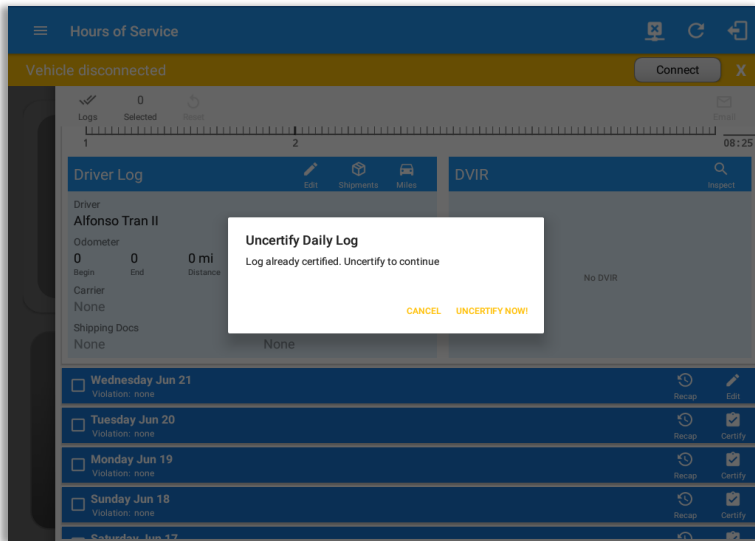 Hours of Service
Vehicle disconnected
Connect
X
0
Logs
Selected
Reset
Email
1
2
08:25
Driver Log
Edit
Shipments
Miles
DVIR
Inspect
Driver
Alfonso Tran II
Odometer
0
0
0 mi
Begin
End
Distance
Carrier
None
Shipping Docs
None
None
No DVIR
Uncertify Daily Log
Log already certified. Uncertify to continue
CANCEL
UNCERTIFY NOW!
Wednesday Jun 21
Violation: none
Recap
Edit
Tuesday Jun 20
Violation: none
Recap
Certify
Monday Jun 19
Violation: none
Recap
Certify
Sunday Jun 18
Violation: none
Recap
Certify
Saturday Jun 17